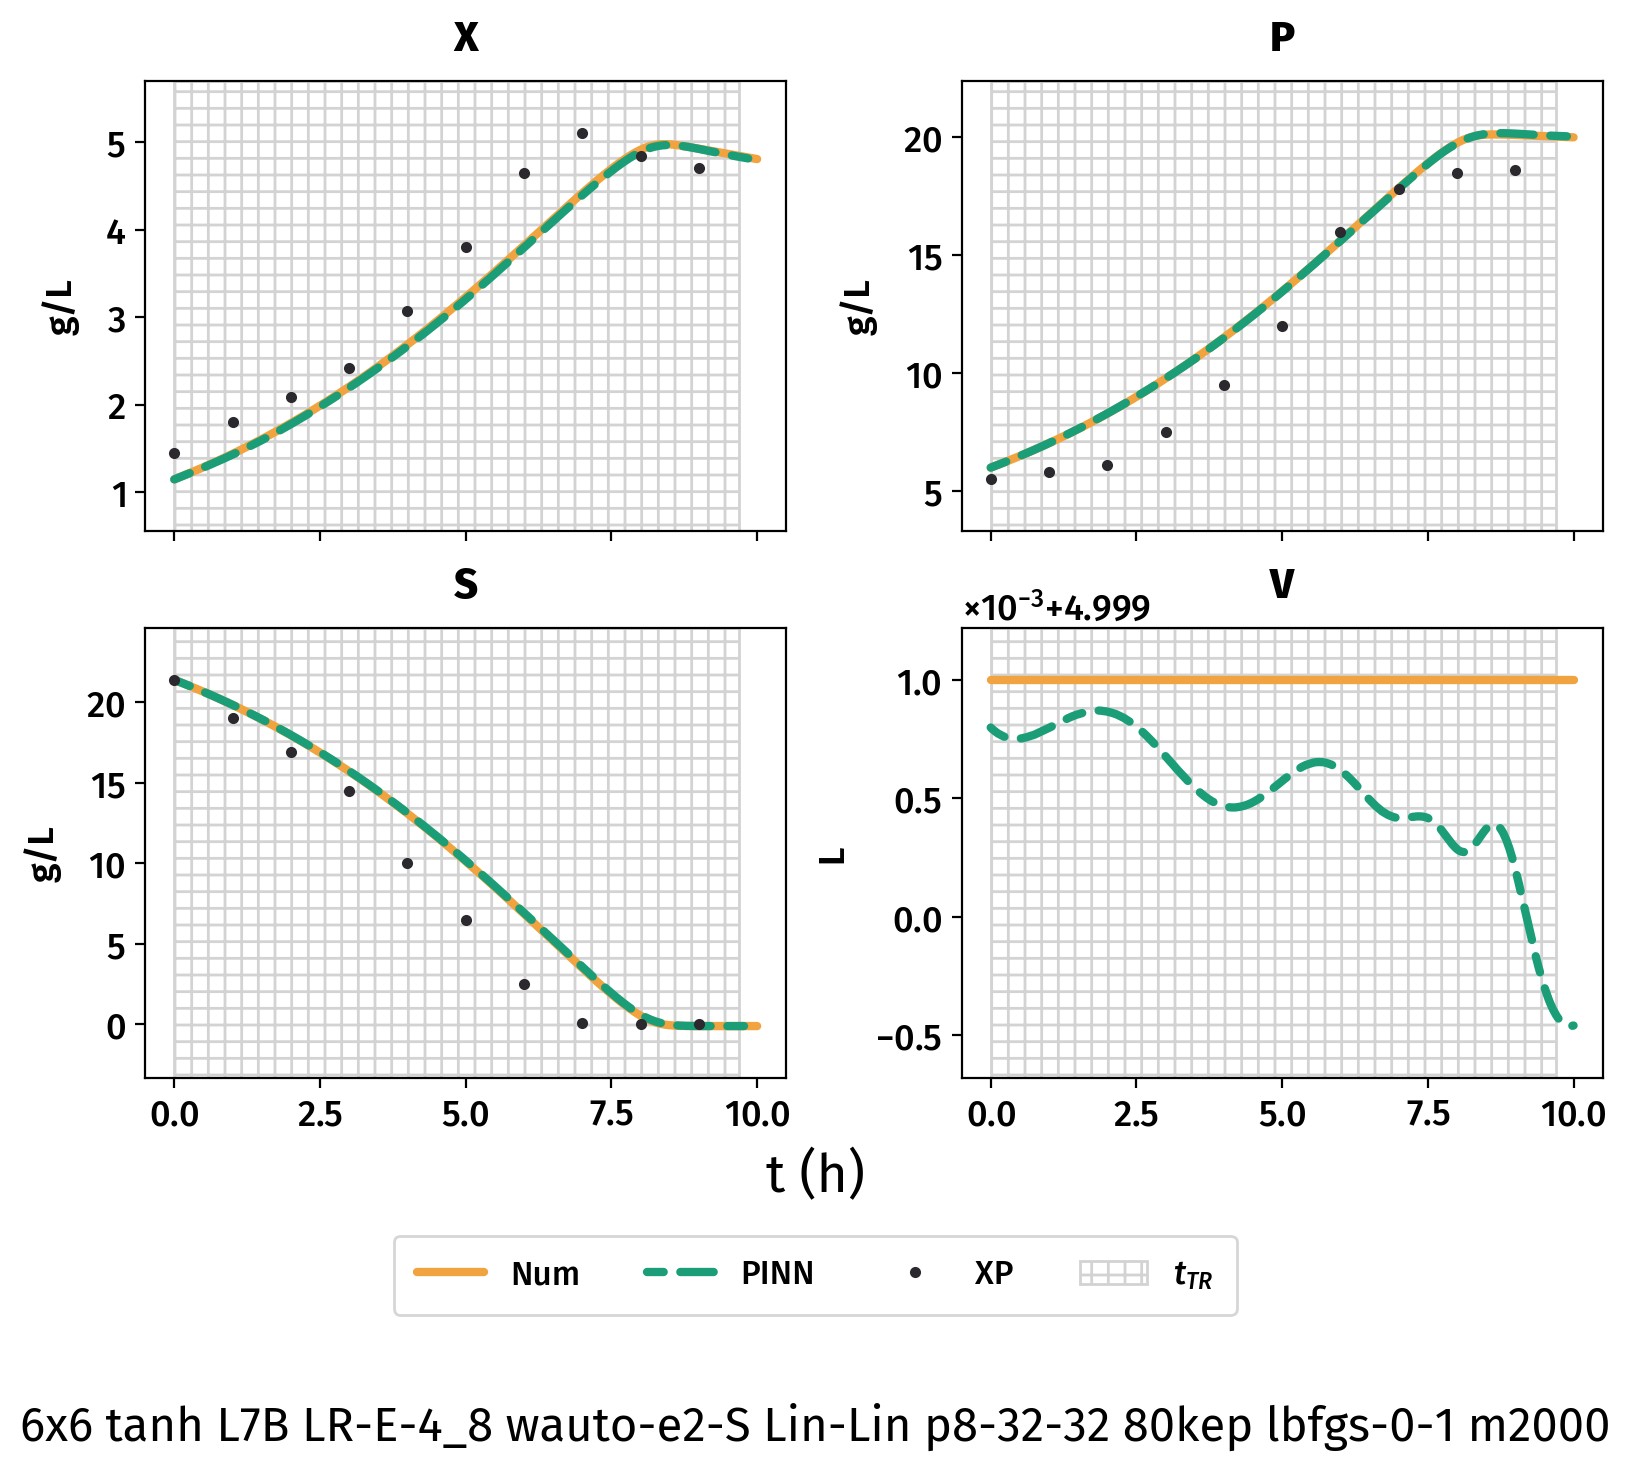 X
P
5
4
3
2
1
g/L
20
15
10
5
g/L
S
V
×10⁻³+4.999
20
15
10
5
0
g/L
1.0
0.5
0.0
−0.5
L
0.0 2.5 5.0 7.5 10.0
0.0 2.5 5.0 7.5 10.0
t (h)
Num PINN XP t_TR
6x6 tanh L7B LR-E-4_8 wauto-e2-S Lin-Lin p8-32-32 80kep lbfgs-0-1 m2000